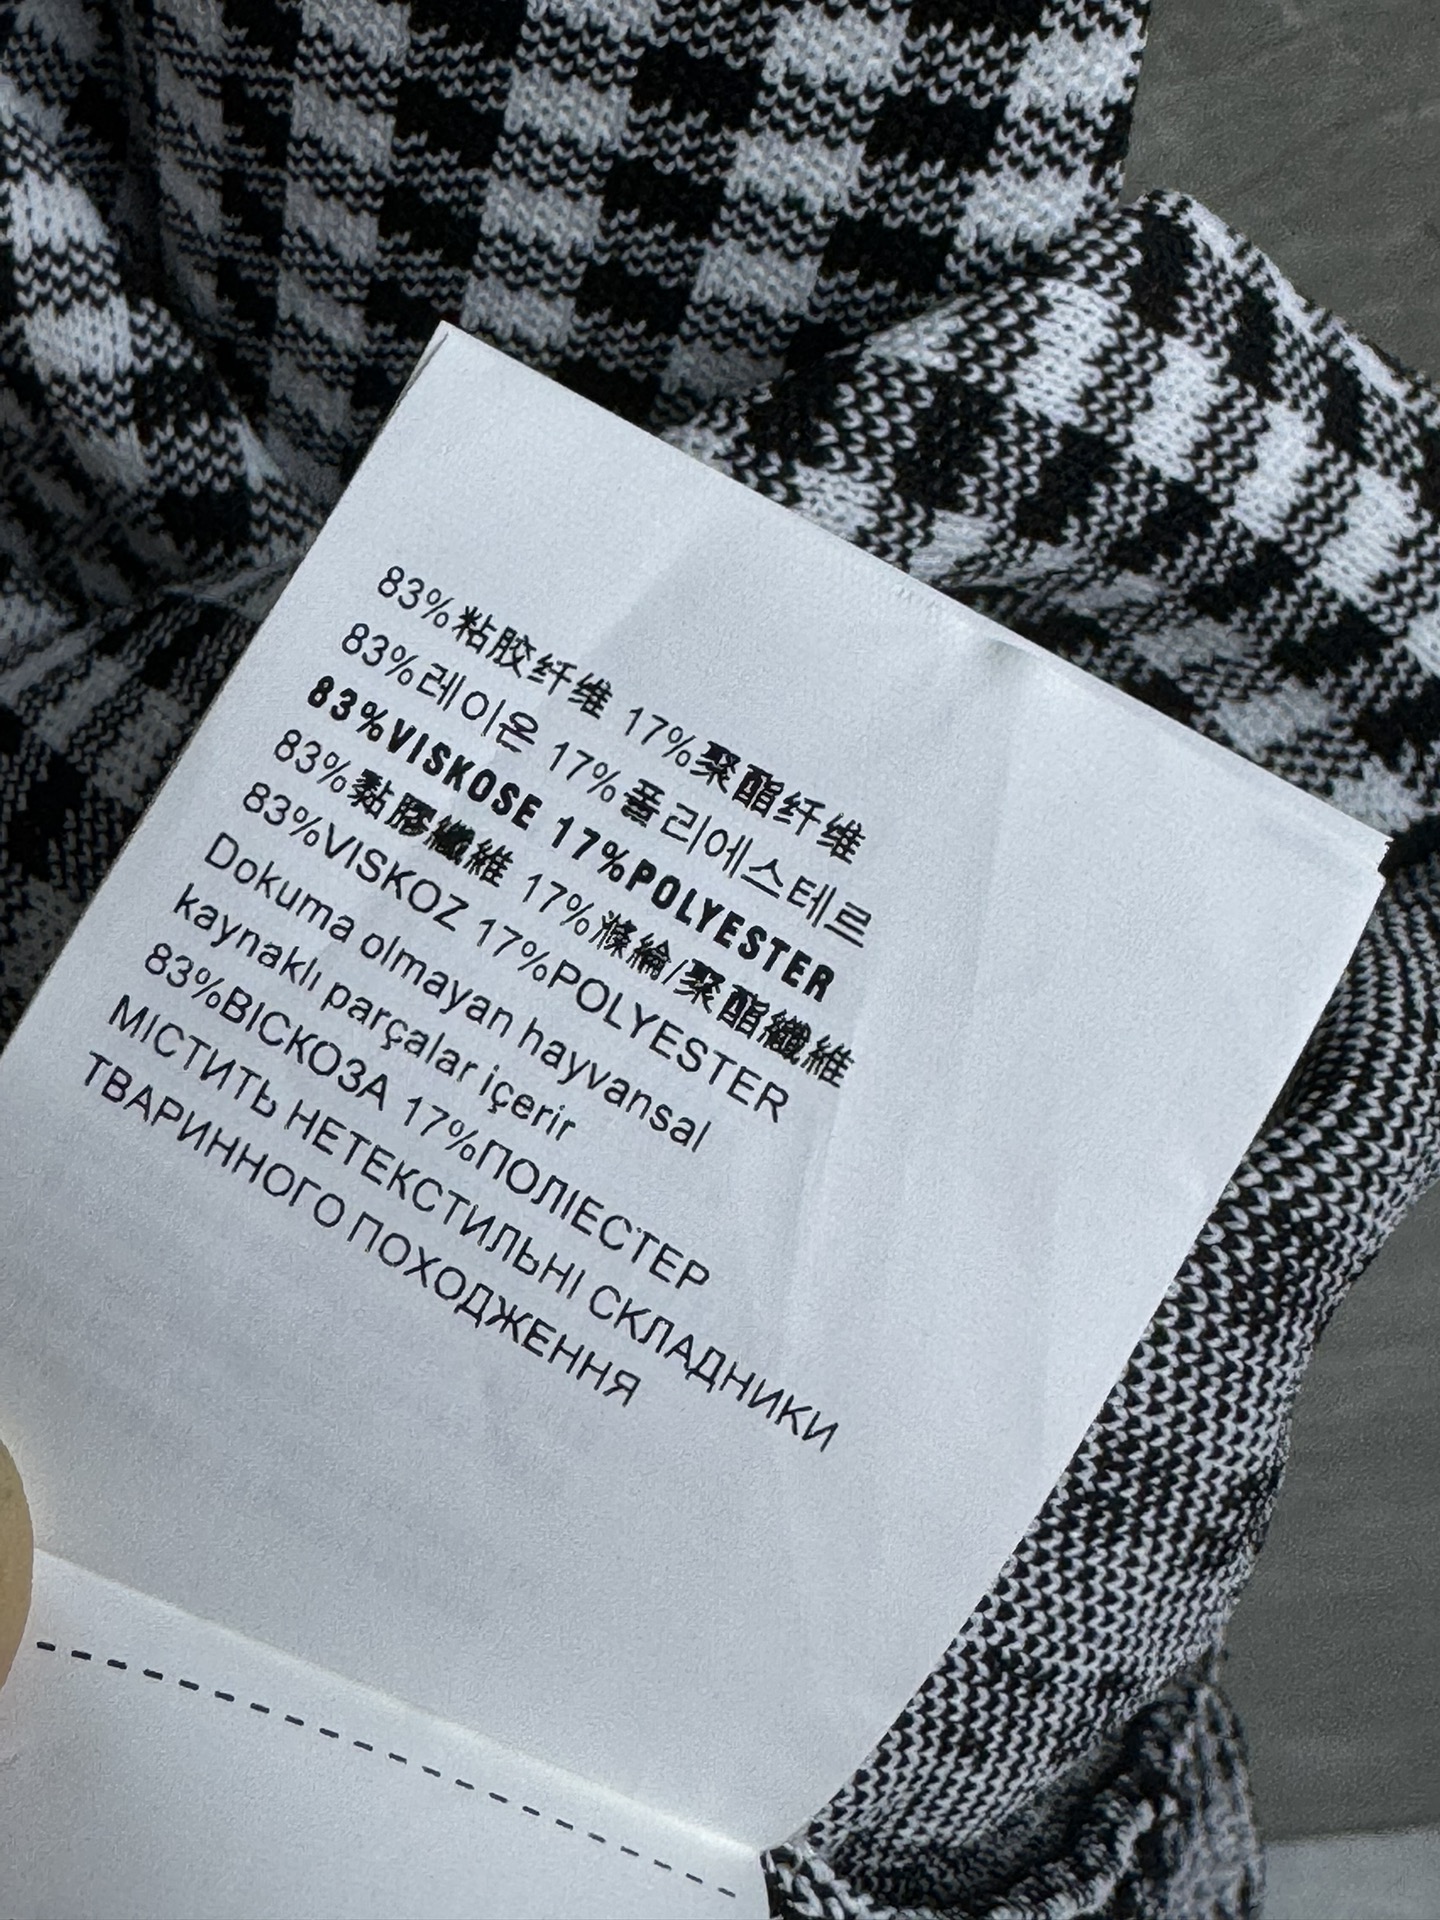 83%粘胶纤维 17%聚酯纤维
83%레이온 17%폴리에스테르
83%VISKOSE 17%POLYESTER
83%黏膠纖維 17%滌綸/聚酯纖維
83%VISKOZ 17%POLYESTER
Dokuma olmayan hayvansal
kaynaklı parçalar içerir
83%ВІСКОЗА 17%ПОЛІЕСТЕР
МІСТИТЬ НЕТЕКСТИЛЬНІ СКЛАДНИКИ
ТВАРИННОГО ПОХОДЖЕННЯ